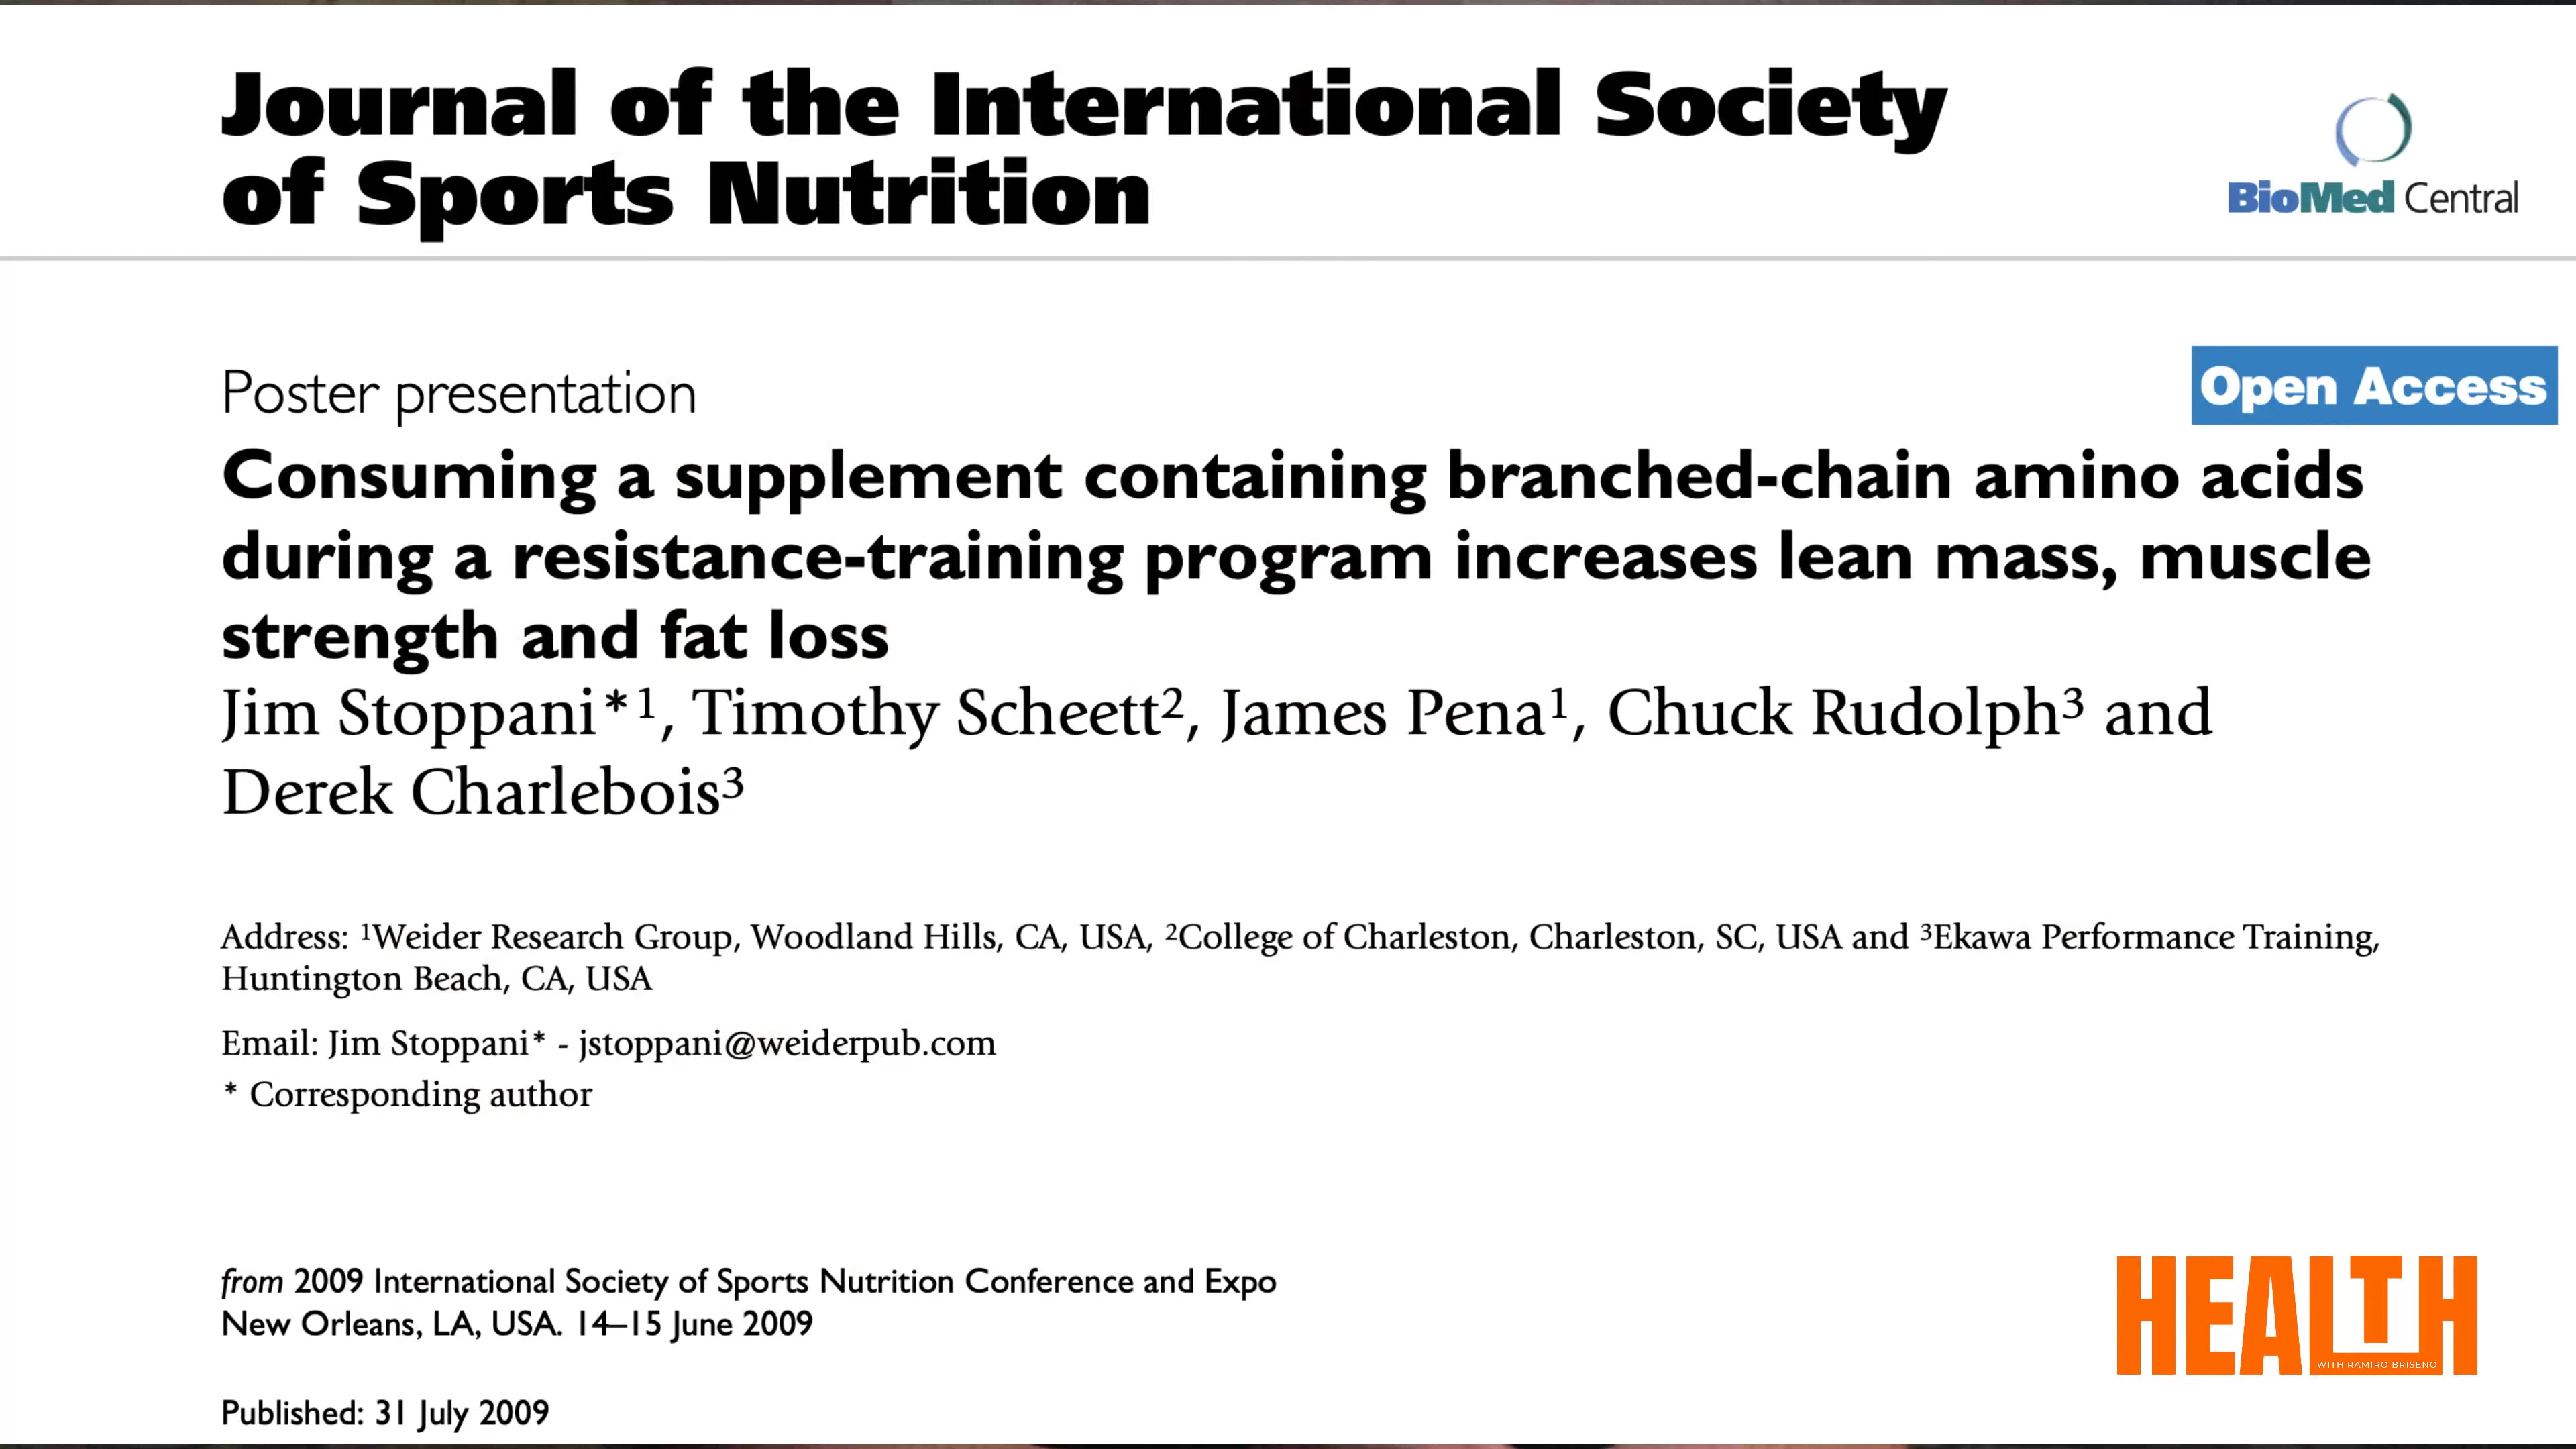 Journal of the International Society
of Sports Nutrition
BioMed Central
Poster presentation
Open Access
Consuming a supplement containing branched-chain amino acids
during a resistance-training program increases lean mass, muscle
strength and fat loss
Jim Stoppani*1, Timothy Scheett2, James Pena1, Chuck Rudolph3 and
Derek Charlebois3
Address: 1Weider Research Group, Woodland Hills, CA, USA, 2College of Charleston, Charleston, SC, USA and 3Ekawa Performance Training,
Huntington Beach, CA, USA
Email: Jim Stoppani* - jstoppani@weiderpub.com
* Corresponding author
from 2009 International Society of Sports Nutrition Conference and Expo
New Orleans, LA, USA. 14–15 June 2009
Published: 31 July 2009
HEALTH
WITH RAMIRO BRISENO